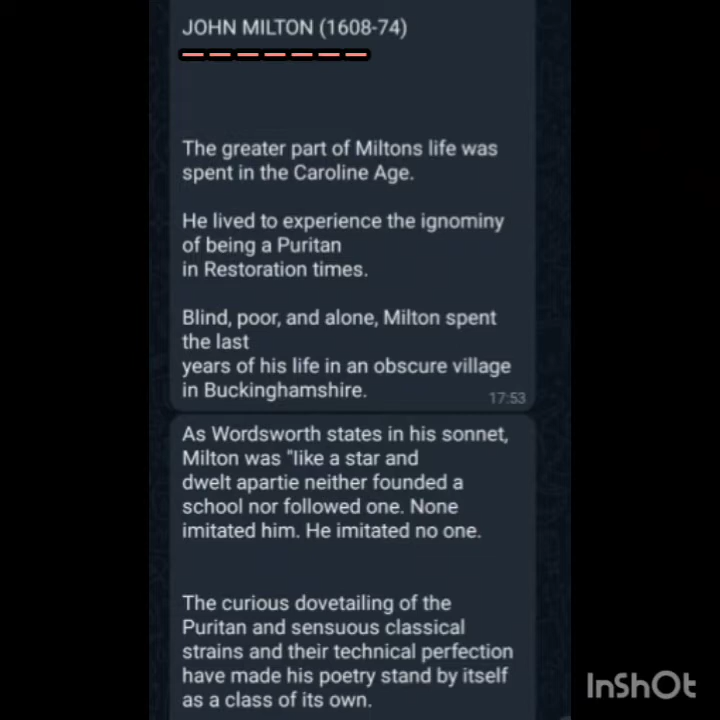 JOHN MILTON (1608-74)
The greater part of Miltons life was
spent in the Caroline Age.
He lived to experience the ignominy
of being a Puritan
in Restoration times.
Blind, poor, and alone, Milton spent
the last
years of his life in an obscure village
in Buckinghamshire.
17:53
As Wordsworth states in his sonnet,
Milton was "like a star and
dwelt apartie neither founded a
school nor followed one. None
imitated him. He imitated no one.
The curious dovetailing of the
Puritan and sensuous classical
strains and their technical perfection
have made his poetry stand by itself
as a class of its own.
InShOt